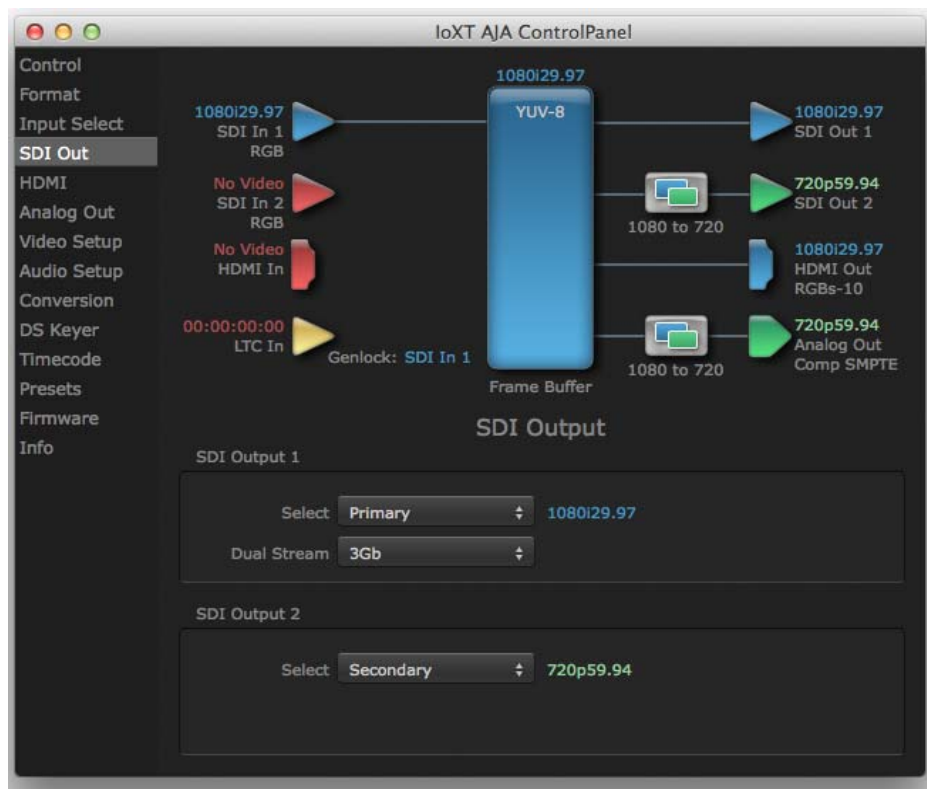 IoXT AJA ControlPanel
Control
Format
Input Select
SDI Out
HDMI
Analog Out
Video Setup
Audio Setup
Conversion
DS Keyer
Timecode
Presets
Firmware
Info
1080i29.97
YUV-8
1080i29.97
SDI In 1
RGB
No Video
SDI In 2
RGB
No Video
HDMI In
00:00:00:00
LTC In
Genlock: SDI In 1
Frame Buffer
1080i29.97
SDI Out 1
1080 to 720
720p59.94
SDI Out 2
1080i29.97
HDMI Out
RGBs-10
1080 to 720
720p59.94
Analog Out
Comp SMPTE
SDI Output
SDI Output 1
Select Primary 1080i29.97
Dual Stream 3Gb
SDI Output 2
Select Secondary 720p59.94